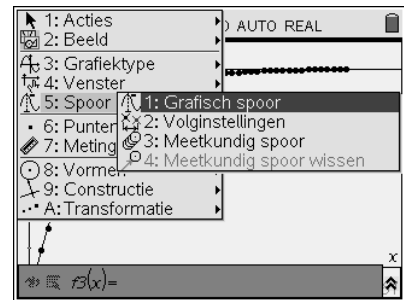 1: Acties
) AUTO REAL
2: Beeld
3: Grafiektype
4: Venster
5: Spoor
1: Grafisch spoor
2: Volginstellingen
6: Punten
3: Meetkundig spoor
7: Meting
4: Meetkundig spoor wissen
8: Vormen
9: Constructie
A: Transformatie
x
f3(x)=